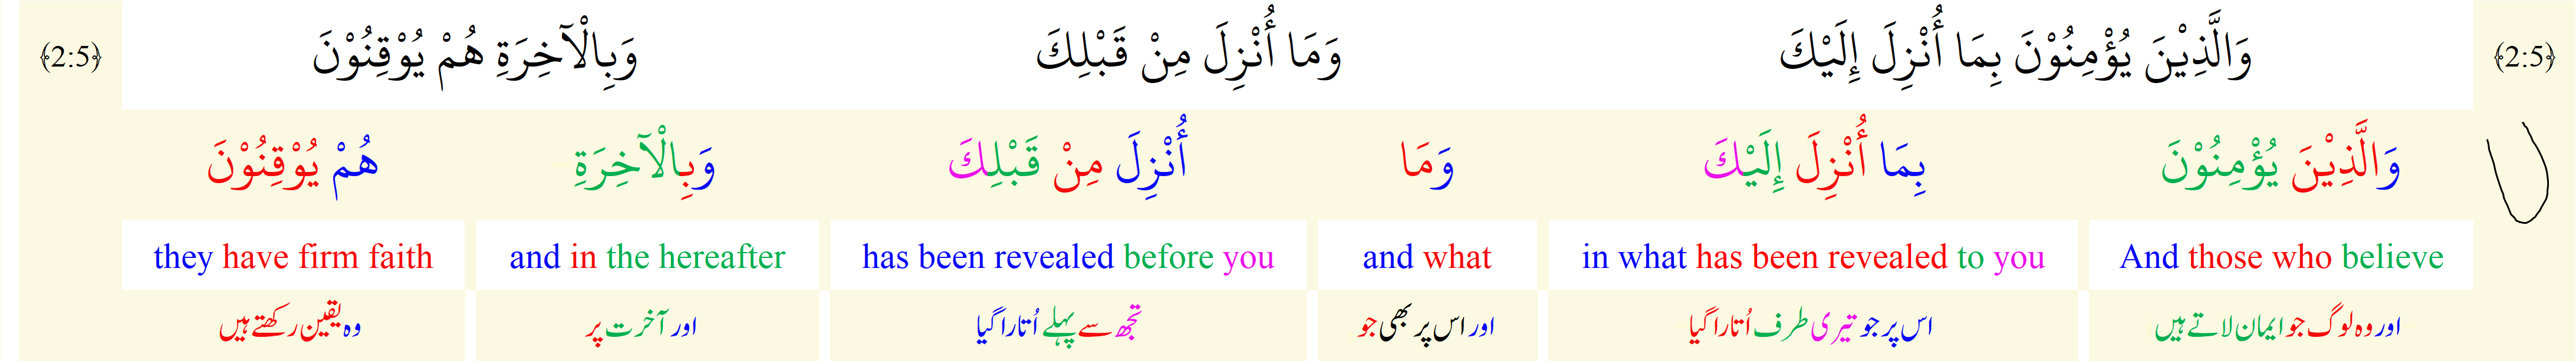 ﴿2:5﴾ وَالَّذِيْنَ يُؤْمِنُوْنَ بِمَا أُنْزِلَ إِلَيْكَ وَمَا أُنْزِلَ مِنْ قَبْلِكَ وَبِالْآخِرَةِ هُمْ يُوْقِنُوْنَ ﴿2:5﴾
وَالَّذِيْنَ يُؤْمِنُوْنَ بِمَا أُنْزِلَ إِلَيْكَ وَمَا أُنْزِلَ مِنْ قَبْلِكَ وَبِالْآخِرَةِ هُمْ يُوْقِنُوْنَ
they have firm faith and in the hereafter has been revealed before you and what in what has been revealed to you And those who believe
اور وہ لوگ جو ایمان لاتے ہیں اس پر جو تیری طرف اُتارا گیا اور اس پر بھی جو تجھ سے پہلے اُتارا گیا اور آخرت پر وہ یقین رکھتے ہیں